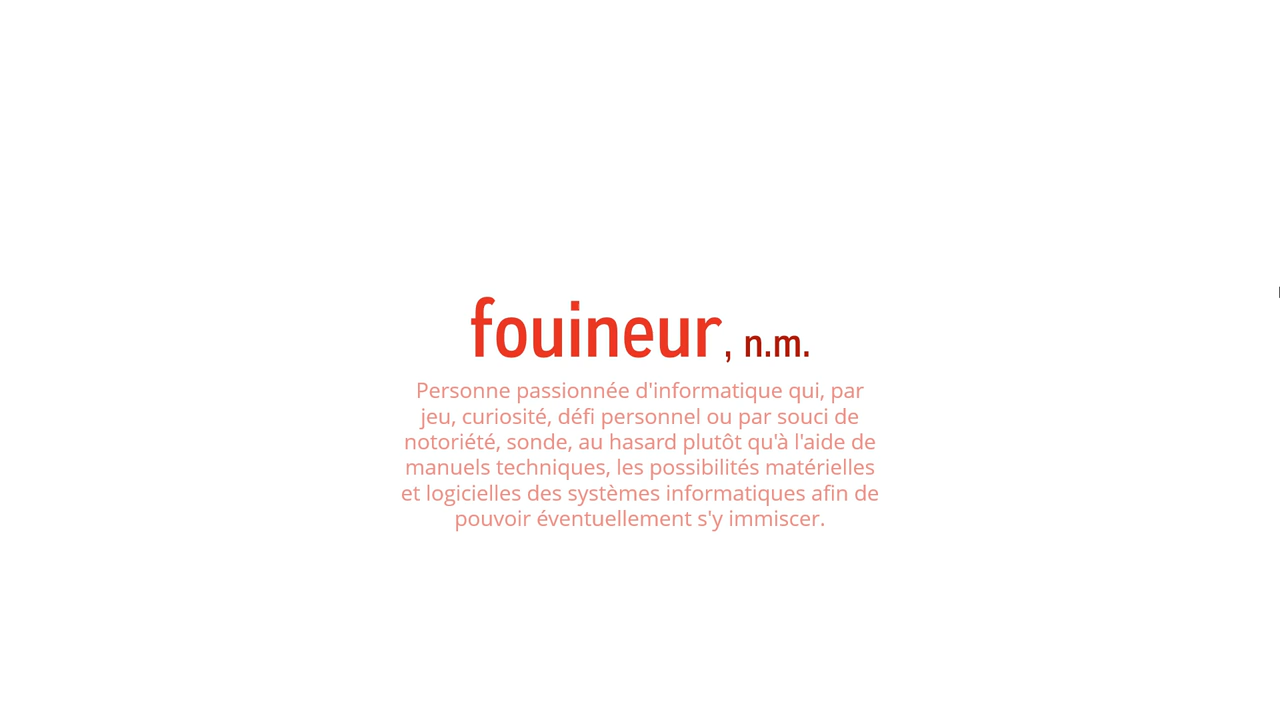 fouineur, n.m.
Personne passionnée d'informatique qui, par
jeu, curiosité, défi personnel ou par souci de
notoriété, sonde, au hasard plutôt qu'à l'aide de
manuels techniques, les possibilités matérielles
et logicielles des systèmes informatiques afin de
pouvoir éventuellement s'y immiscer.